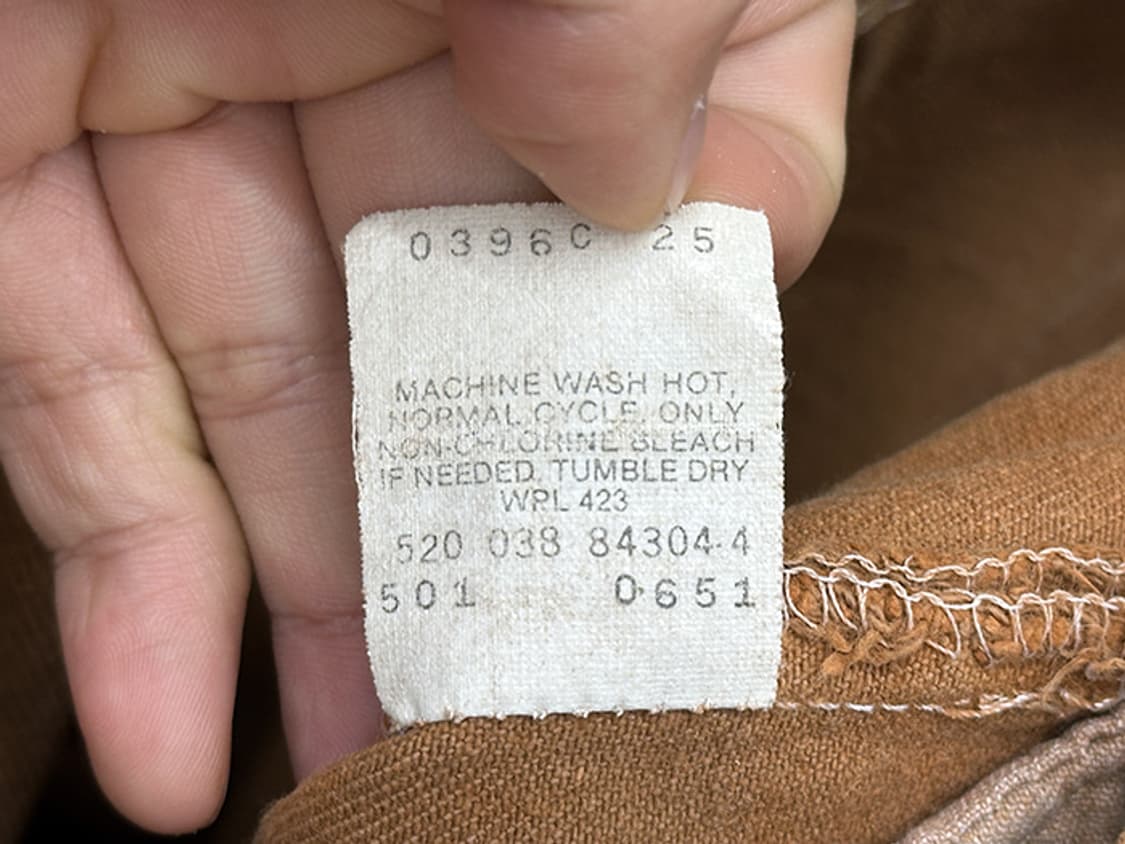 0396C 25
MACHINE WASH HOT,
NORMAL CYCLE. ONLY
NON-CHLORINE BLEACH
IF NEEDED. TUMBLE DRY.
WPL 423
520 038 84304-4
501 0651